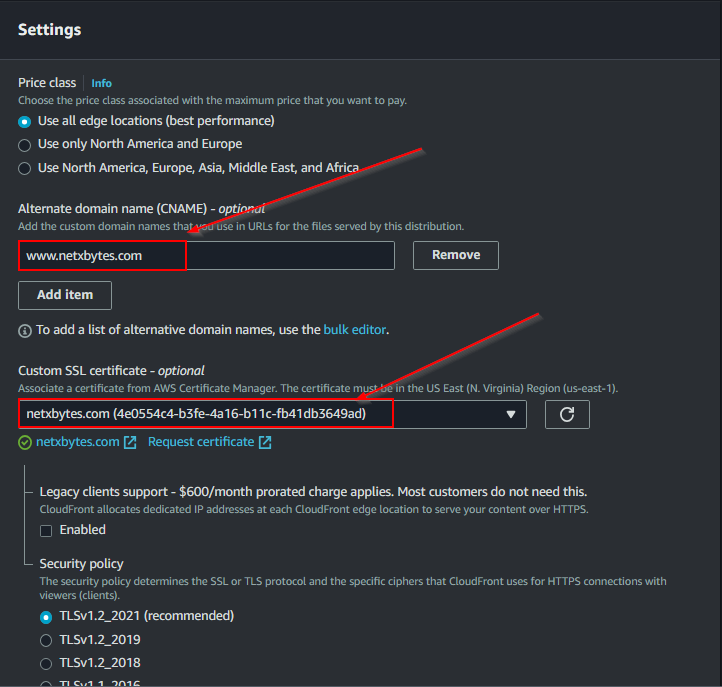 Settings
Price class Info
Choose the price class associated with the maximum price that you want to pay.
Use all edge locations (best performance)
Use only North America and Europe
Use North America, Europe, Asia, Middle East, and Africa
Alternate domain name (CNAME) - optional
Add the custom domain names that you use in URLs for the files served by this distribution.
www.netxbytes.com
Remove
Add item
To add a list of alternative domain names, use the bulk editor.
Custom SSL certificate - optional
Associate a certificate from AWS Certificate Manager. The certificate must be in the US East (N. Virginia) Region (us-east-1).
netxbytes.com (4e0554c4-b3fe-4a16-b11c-fb41db3649ad)
netxbytes.com Request certificate
Legacy clients support - $600/month prorated charge applies. Most customers do not need this.
CloudFront allocates dedicated IP addresses at each CloudFront edge location to serve your content over HTTPS.
Enabled
Security policy
The security policy determines the SSL or TLS protocol and the specific ciphers that CloudFront uses for HTTPS connections with
viewers (clients).
TLSv1.2_2021 (recommended)
TLSv1.2_2019
TLSv1.2_2018
TLSv1.1_2016